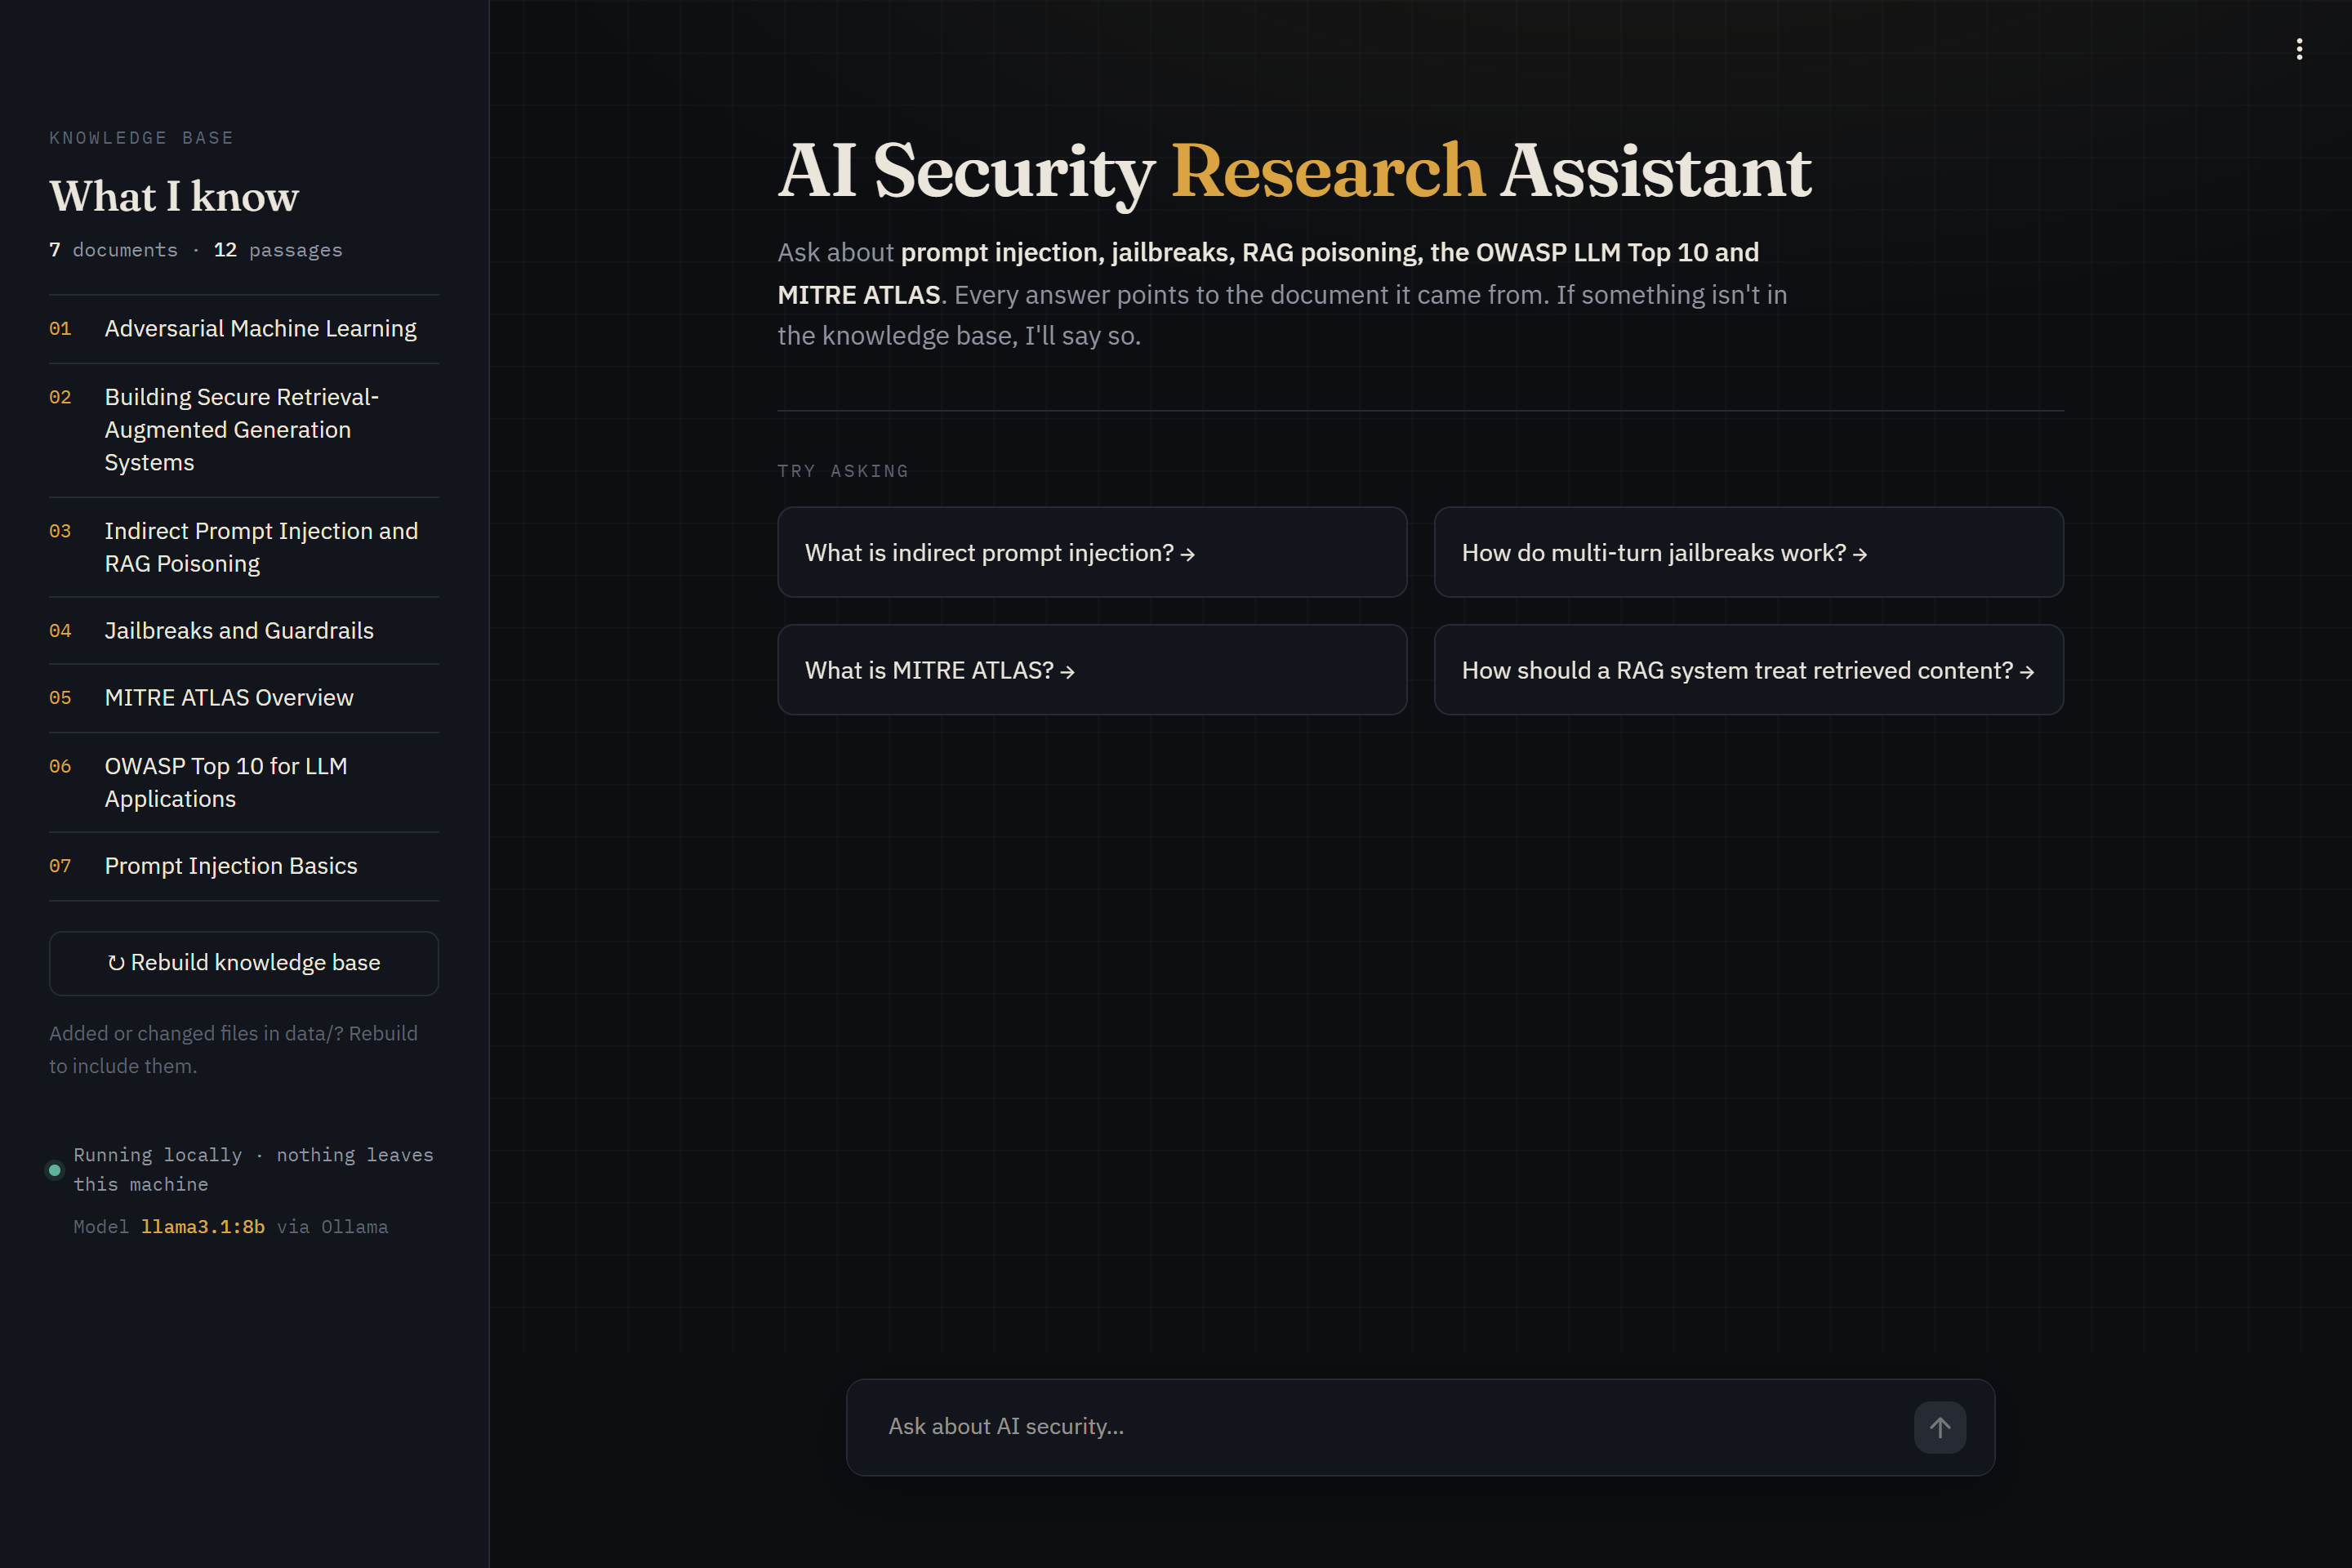 KNOWLEDGE BASE
What I know
7 documents · 12 passages
01 Adversarial Machine Learning
02 Building Secure Retrieval-
Augmented Generation
Systems
03 Indirect Prompt Injection and
RAG Poisoning
04 Jailbreaks and Guardrails
05 MITRE ATLAS Overview
06 OWASP Top 10 for LLM
Applications
07 Prompt Injection Basics
↻ Rebuild knowledge base
Added or changed files in data/? Rebuild
to include them.
Running locally · nothing leaves
this machine
Model llama3.1:8b via Ollama
AI Security Research Assistant
Ask about prompt injection, jailbreaks, RAG poisoning, the OWASP LLM Top 10 and
MITRE ATLAS. Every answer points to the document it came from. If something isn't in
the knowledge base, I'll say so.
TRY ASKING
What is indirect prompt injection? →
How do multi-turn jailbreaks work? →
What is MITRE ATLAS? →
How should a RAG system treat retrieved content? →
Ask about AI security...